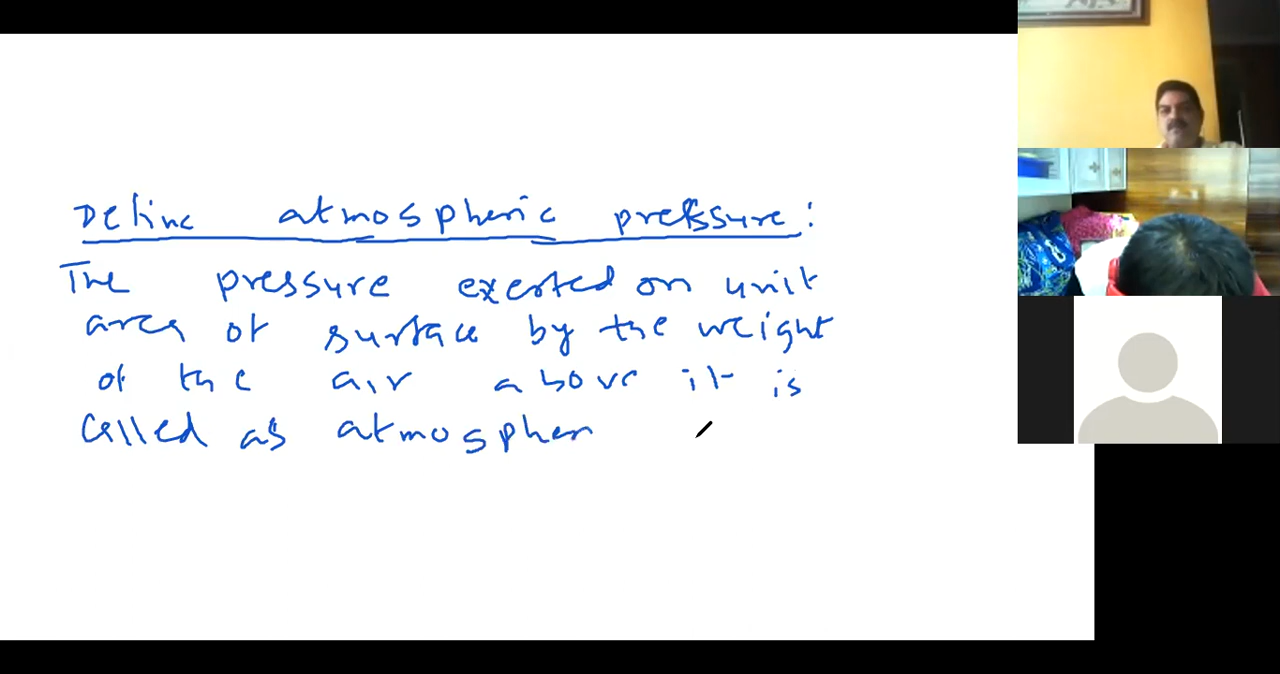 Define atmospheric pressure:
The pressure exerted on unit
area of surface by the weight
of the air above it is
called as atmospher